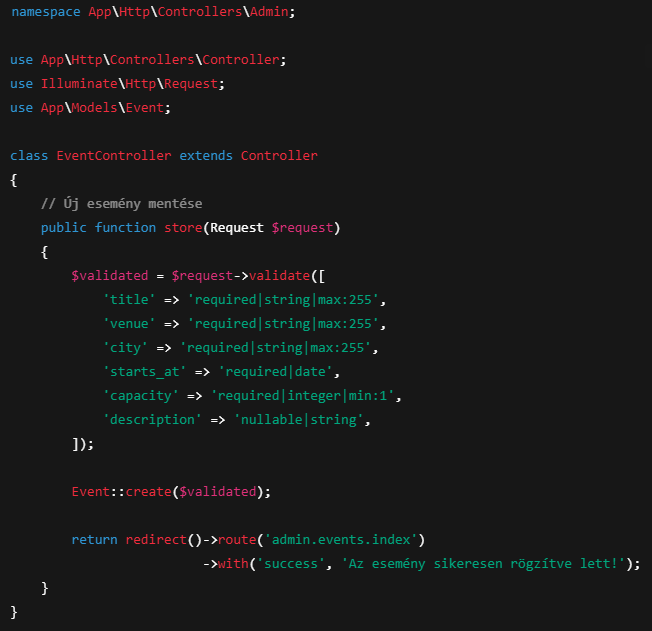 namespace App\Http\Controllers\Admin;
use App\Http\Controllers\Controller;
use Illuminate\Http\Request;
use App\Models\Event;
class EventController extends Controller
{
// Új esemény mentése
public function store(Request $request)
{
$validated = $request->validate([
'title' => 'required|string|max:255',
'venue' => 'required|string|max:255',
'city' => 'required|string|max:255',
'starts_at' => 'required|date',
'capacity' => 'required|integer|min:1',
'description' => 'nullable|string',
]);
Event::create($validated);
return redirect()->route('admin.events.index')
->with('success', 'Az esemény sikeresen rögzítve lett!');
}
}